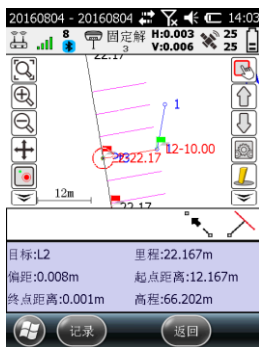 20160804 - 20160804 14:03
8 固定解 3 H:0.003 V:0.006 25 25
22.17
1
12-10.00
22.17
12m
22.17
目标:L2 里程:22.167m
偏距:0.008m 起点距离:12.167m
终点距离:0.001m 高程:66.202m
记录 返回